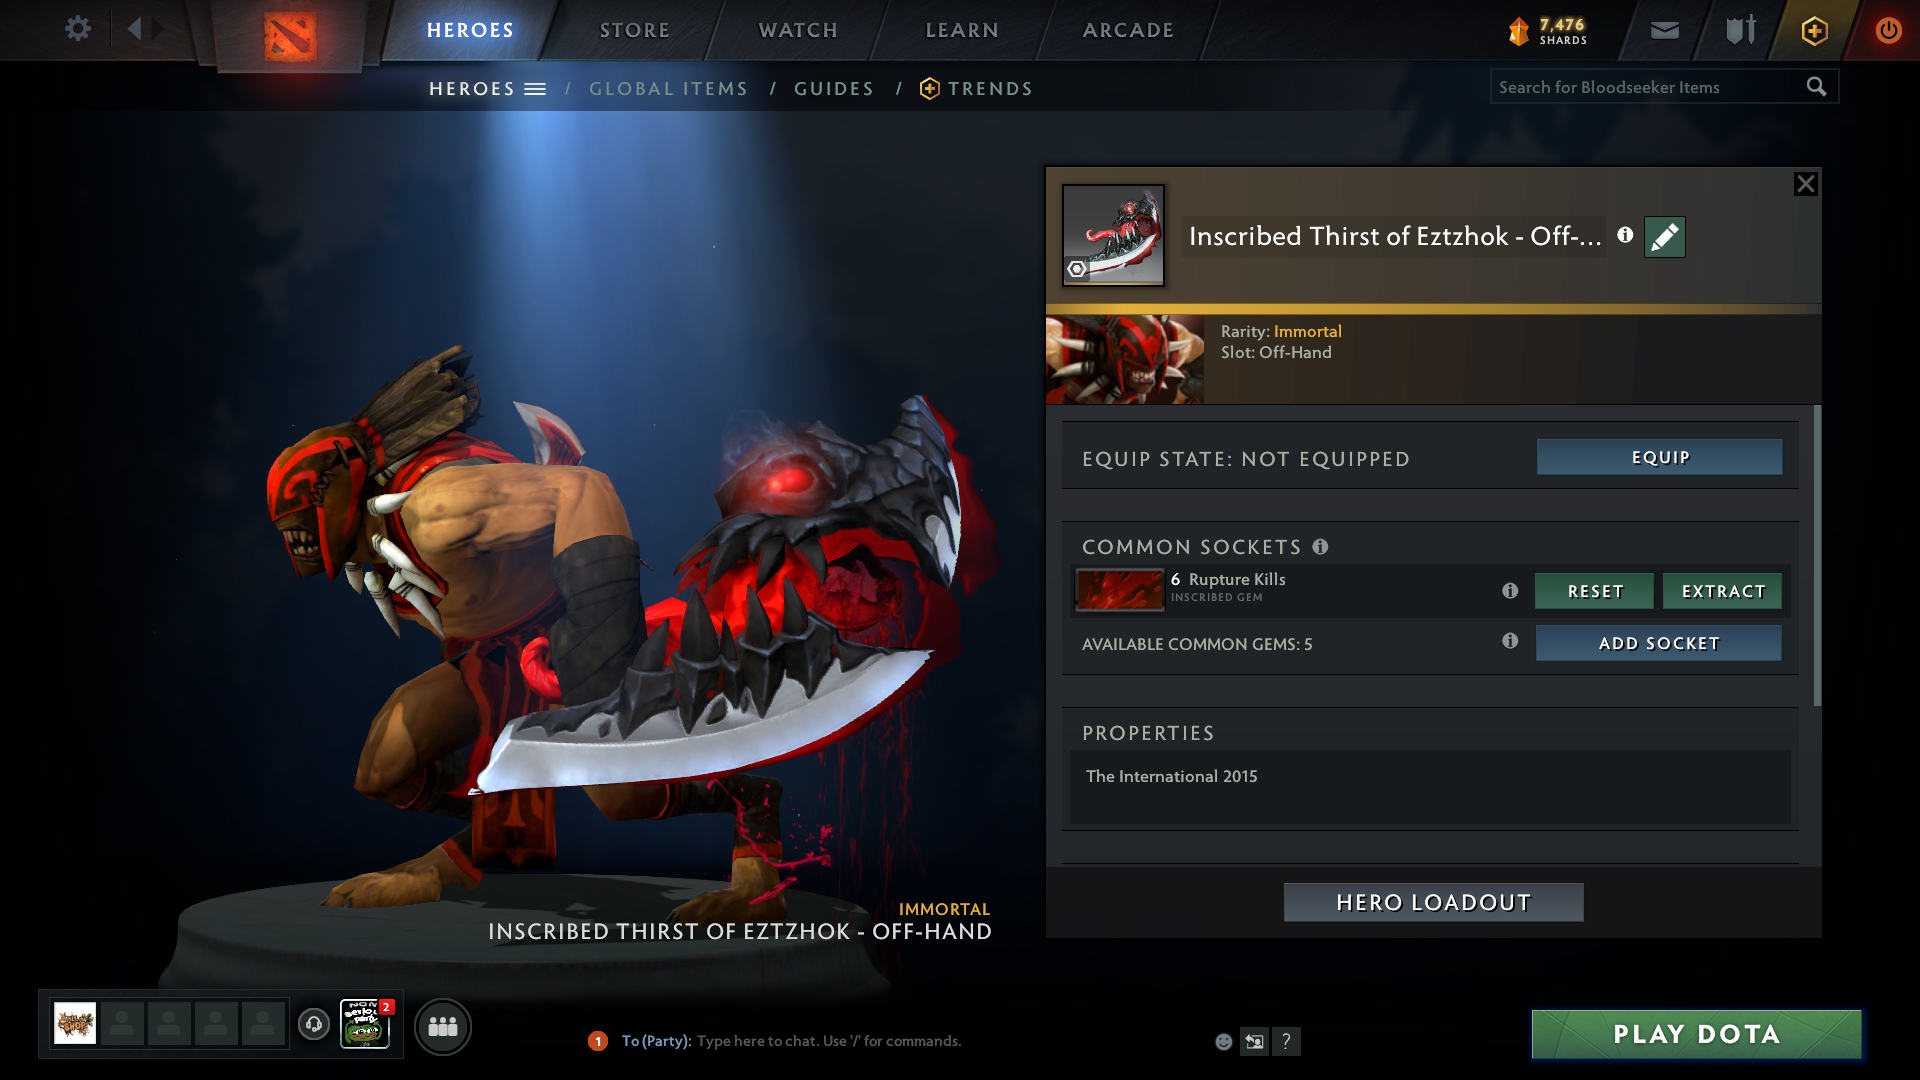 HEROES
STORE
WATCH
LEARN
ARCADE
7,476
SHARDS
HEROES / GLOBAL ITEMS / GUIDES / TRENDS
Search for Bloodseeker Items
Inscribed Thirst of Eztzhok - Off-...
Rarity: Immortal
Slot: Off-Hand
EQUIP STATE: NOT EQUIPPED
EQUIP
COMMON SOCKETS
6 Rupture Kills
INSCRIBED GEM
RESET
EXTRACT
AVAILABLE COMMON GEMS: 5
ADD SOCKET
PROPERTIES
The International 2015
HERO LOADOUT
IMMORTAL
INSCRIBED THIRST OF EZTZHOK - OFF-HAND
2
1
To (Party): Type here to chat. Use '/' for commands.
?
PLAY DOTA